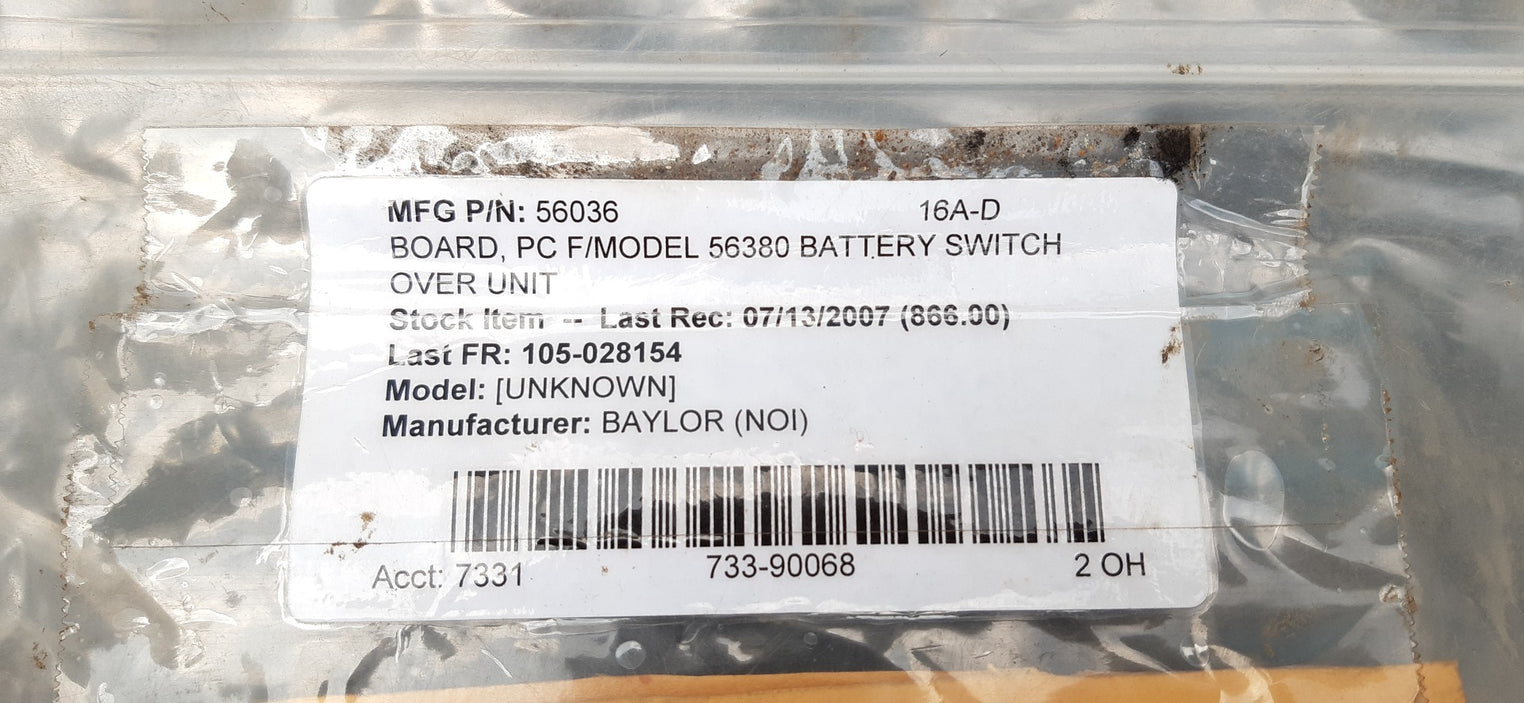 MFG P/N: 56036 16A-D
BOARD, PC F/MODEL 56380 BATTERY SWITCH
OVER UNIT
Stock Item -- Last Rec: 07/13/2007 (866.00)
Last FR: 105-028154
Model: [UNKNOWN]
Manufacturer: BAYLOR (NOI)
Acct: 7331 733-90068 2 OH